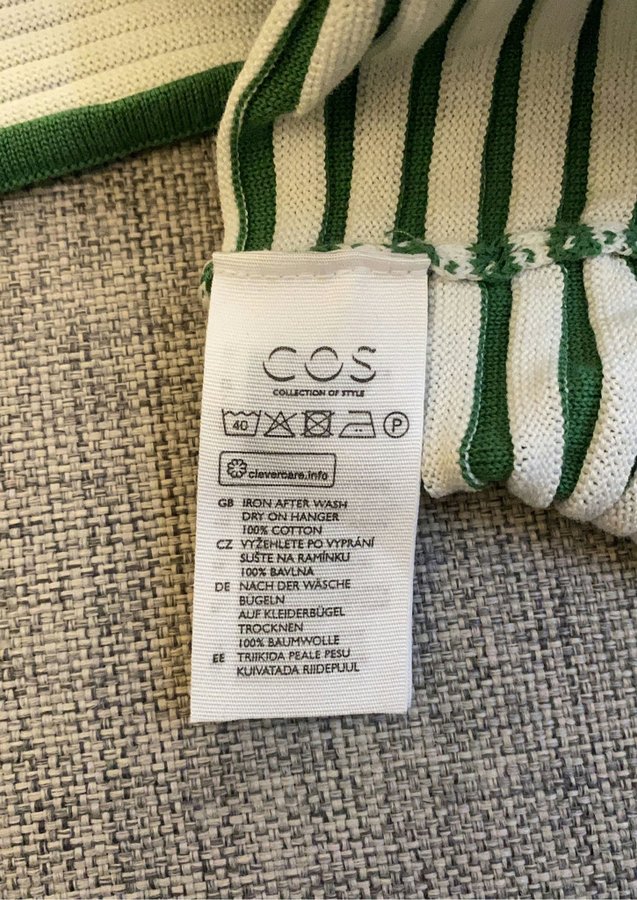 COS
COLLECTION OF STYLE
40 P
clevercare.info
GB IRON AFTER WASH
DRY ON HANGER
100% COTTON
CZ VYŽEHLETE PO VYPRÁNÍ
SUŠTE NA RAMÍNKU
100% BAVLNA
DE NACH DER WÄSCHE
BÜGELN
AUF KLEIDERBÜGEL
TROCKNEN
100% BAUMWOLLE
EE TRIIKIDA PEALE PESU
KUIVATADA RIIDEPUUL